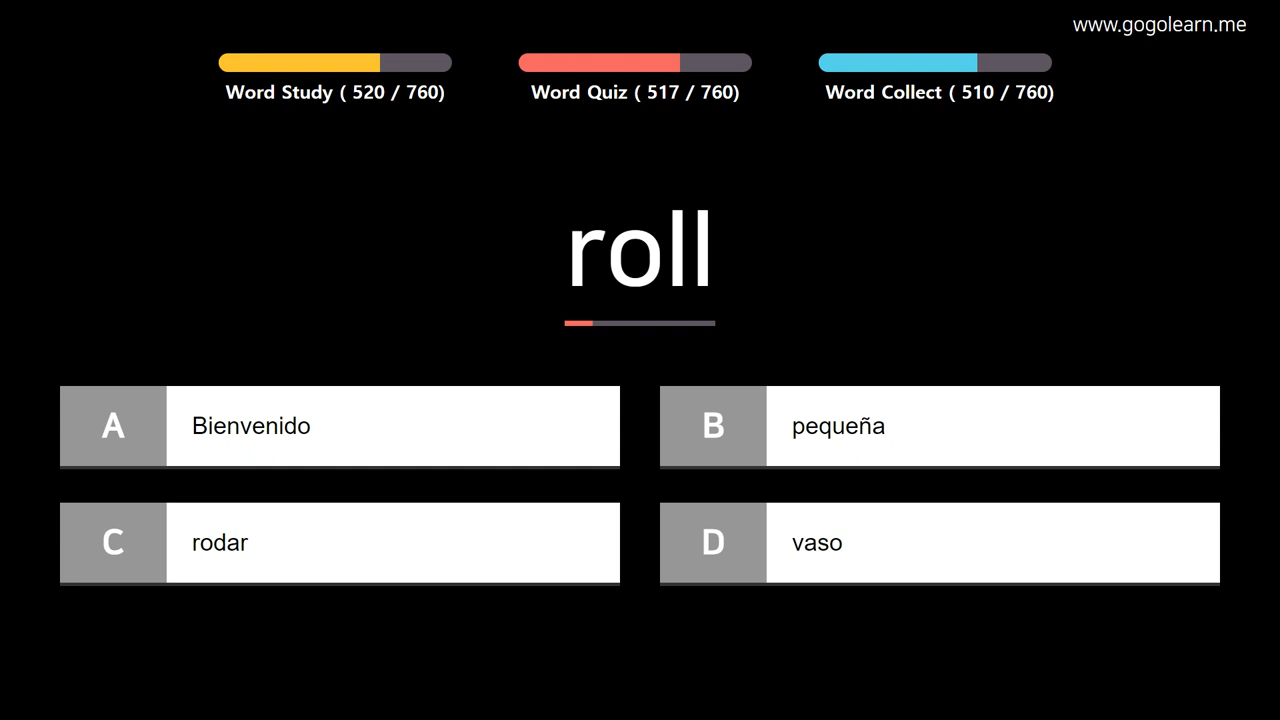 www.gogolearn.me
Word Study ( 520 / 760)
Word Quiz ( 517 / 760)
Word Collect ( 510 / 760)
roll
A Bienvenido
B pequeña
C rodar
D vaso